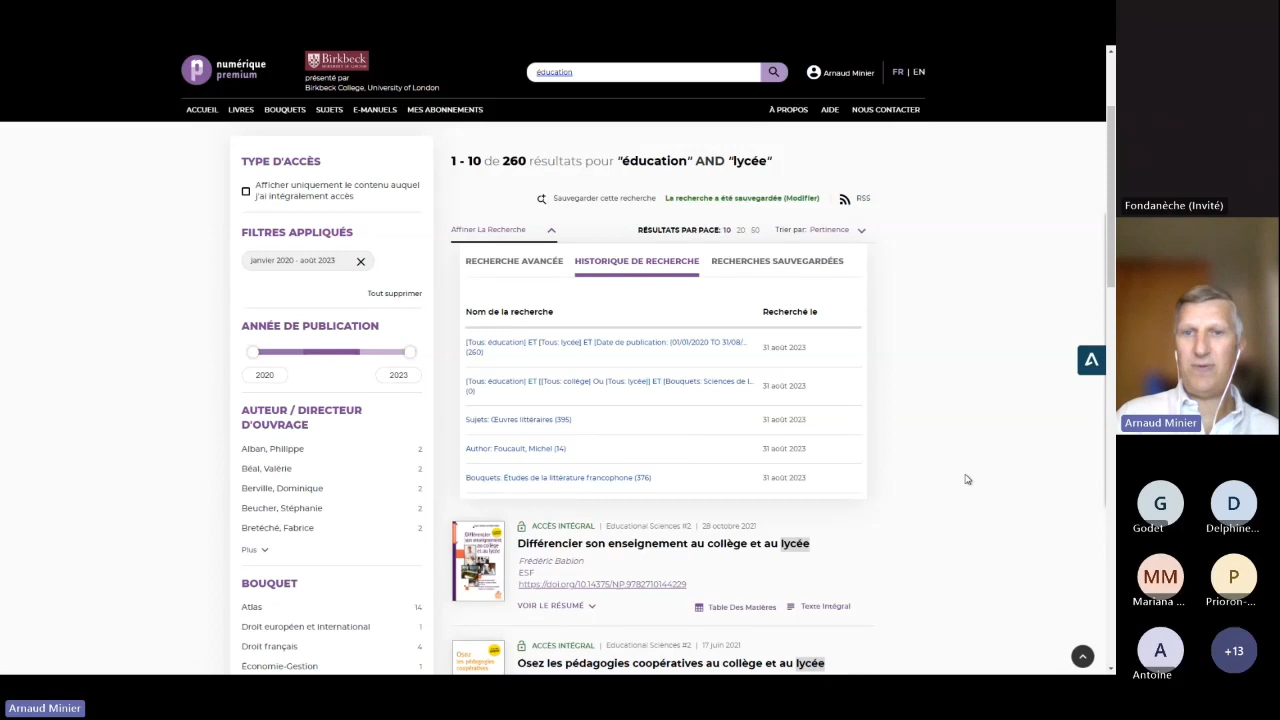 numérique
premium
Birkbeck
présenté par
Birkbeck College, University of London
éducation
Arnaud Minier
FR | EN
ACCUEIL
LIVRES
BOUQUETS
SUJETS
E-MANUELS
MES ABONNEMENTS
À PROPOS
AIDE
NOUS CONTACTER
TYPE D'ACCÈS
Afficher uniquement le contenu auquel
j'ai intégralement accès
FILTRES APPLIQUÉS
janvier 2020 - août 2023
Tout supprimer
ANNÉE DE PUBLICATION
2020
2023
AUTEUR / DIRECTEUR
D'OUVRAGE
Alban, Philippe 2
Béal, Valérie 2
Berville, Dominique 2
Beucher, Stéphanie 2
Bretéché, Fabrice 2
Plus
BOUQUET
Atlas 14
Droit européen et international 1
Droit français 4
Économie-Gestion 1
1 - 10 de 260 résultats pour "éducation" AND "lycée"
Sauvegarder cette recherche
La recherche a été sauvegardée (Modifier)
RSS
Affiner La Recherche
RÉSULTATS PAR PAGE: 10 20 50
Trier par: Pertinence
RECHERCHE AVANCÉE
HISTORIQUE DE RECHERCHE
RECHERCHES SAUVEGARDÉES
Nom de la recherche
Recherché le
[Tous: éducation] ET [Tous: lycée] ET [Date de publication: (01/01/2020 TO 31/08/...
(260)
31 août 2023
[Tous: éducation] ET [[Tous: collège] Ou [Tous: lycée]] ET [Bouquets: Sciences de l...
(0)
31 août 2023
Sujets: Œuvres littéraires (395)
31 août 2023
Author: Foucault, Michel (14)
31 août 2023
Bouquets: Études de la littérature francophone (376)
31 août 2023
ACCÈS INTÉGRAL | Educational Sciences #2 | 28 octobre 2021
Différencier son enseignement au collège et au lycée
Frédéric Bablon
ESF
https://doi.org/10.14375/NP.9782710144229
VOIR LE RÉSUMÉ
Table Des Matières
Texte Intégral
Différencier
son enseignement
au collège
et au lycée
ACCÈS INTÉGRAL | Educational Sciences #2 | 17 juin 2021
Osez les pédagogies coopératives au collège et au lycée
Osez
les pédagogies
coopératives
Fondanèche (Invité)
Arnaud Minier
G
Godet
D
Delphine...
MM
Mariana ...
P
Prioron-...
A
Antoine
+13
Arnaud Minier